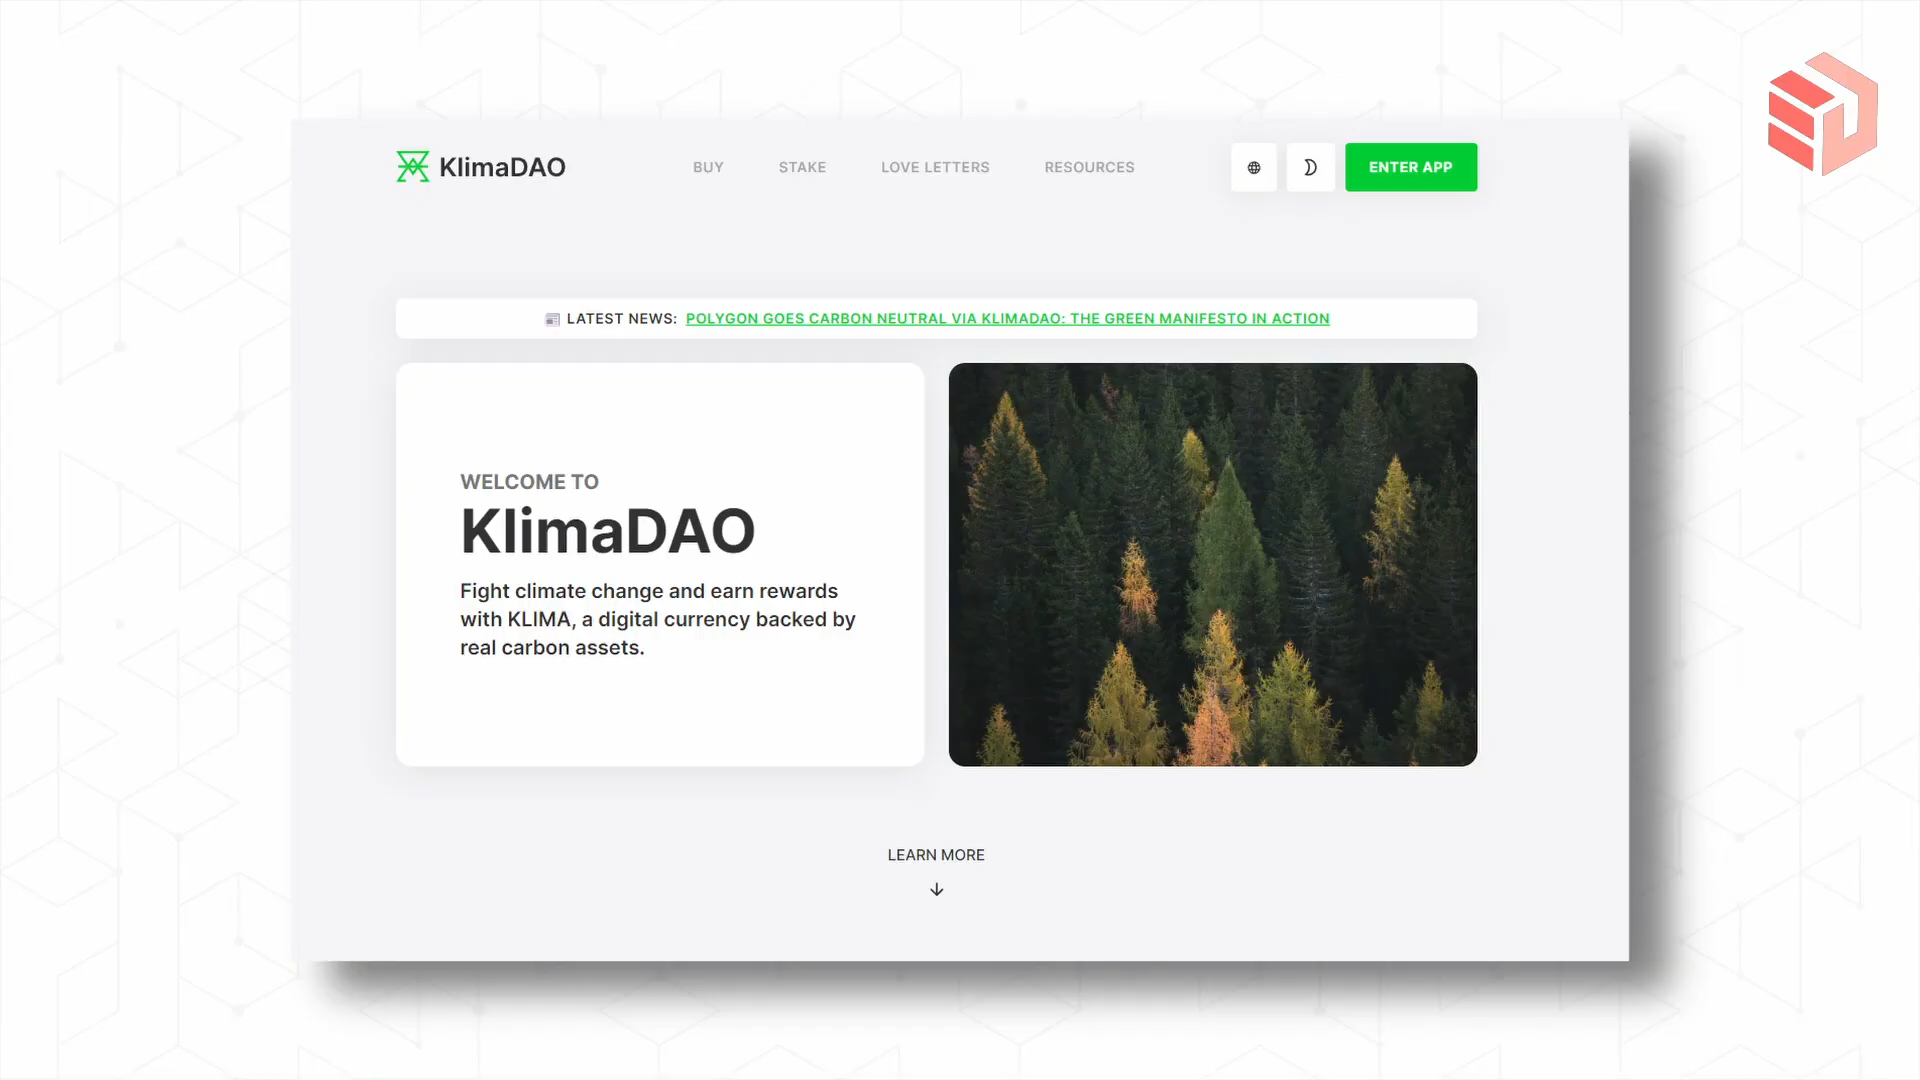 KlimaDAO
BUY
STAKE
LOVE LETTERS
RESOURCES
ENTER APP
LATEST NEWS: POLYGON GOES CARBON NEUTRAL VIA KLIMADAO: THE GREEN MANIFESTO IN ACTION
WELCOME TO
KlimaDAO
Fight climate change and earn rewards
with KLIMA, a digital currency backed by
real carbon assets.
LEARN MORE